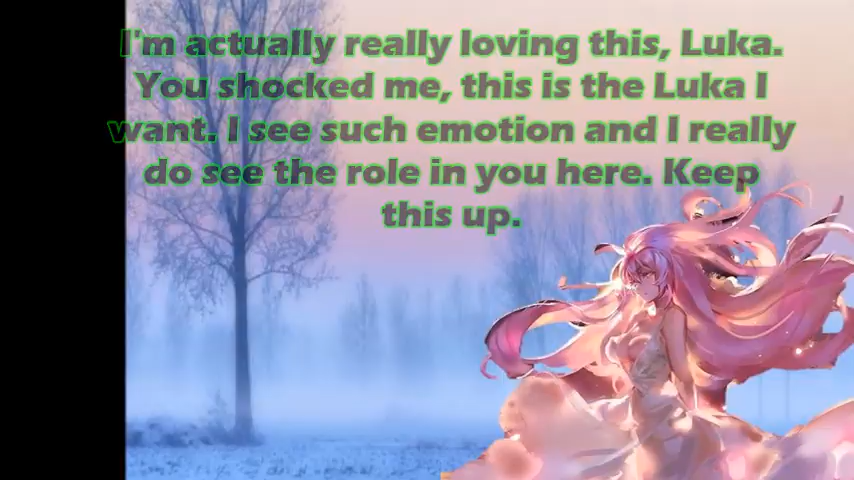 I'm actually really loving this, Luka.
You shocked me, this is the Luka I
want. I see such emotion and I really
do see the role in you here. Keep
this up.